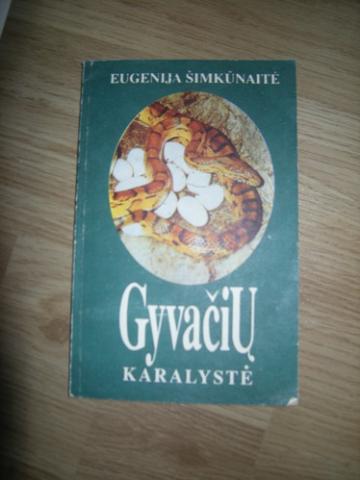 EUGENIJA ŠIMKŪNAITĖ
GyvačiŲ
KARALYSTĖ